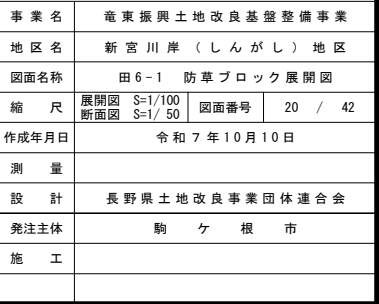 事業名 竜東振興土地改良基盤整備事業
地区名 新宮川岸（しんがし）地区
図面名称 田6-1 防草ブロック展開図
縮尺 展開図 S=1/100 図面番号 20 / 42
断面図 S=1/ 50
作成年月日 令和7年10月10日
測量
設計 長野県土地改良事業団体連合会
発注主体 駒ケ根市
施工